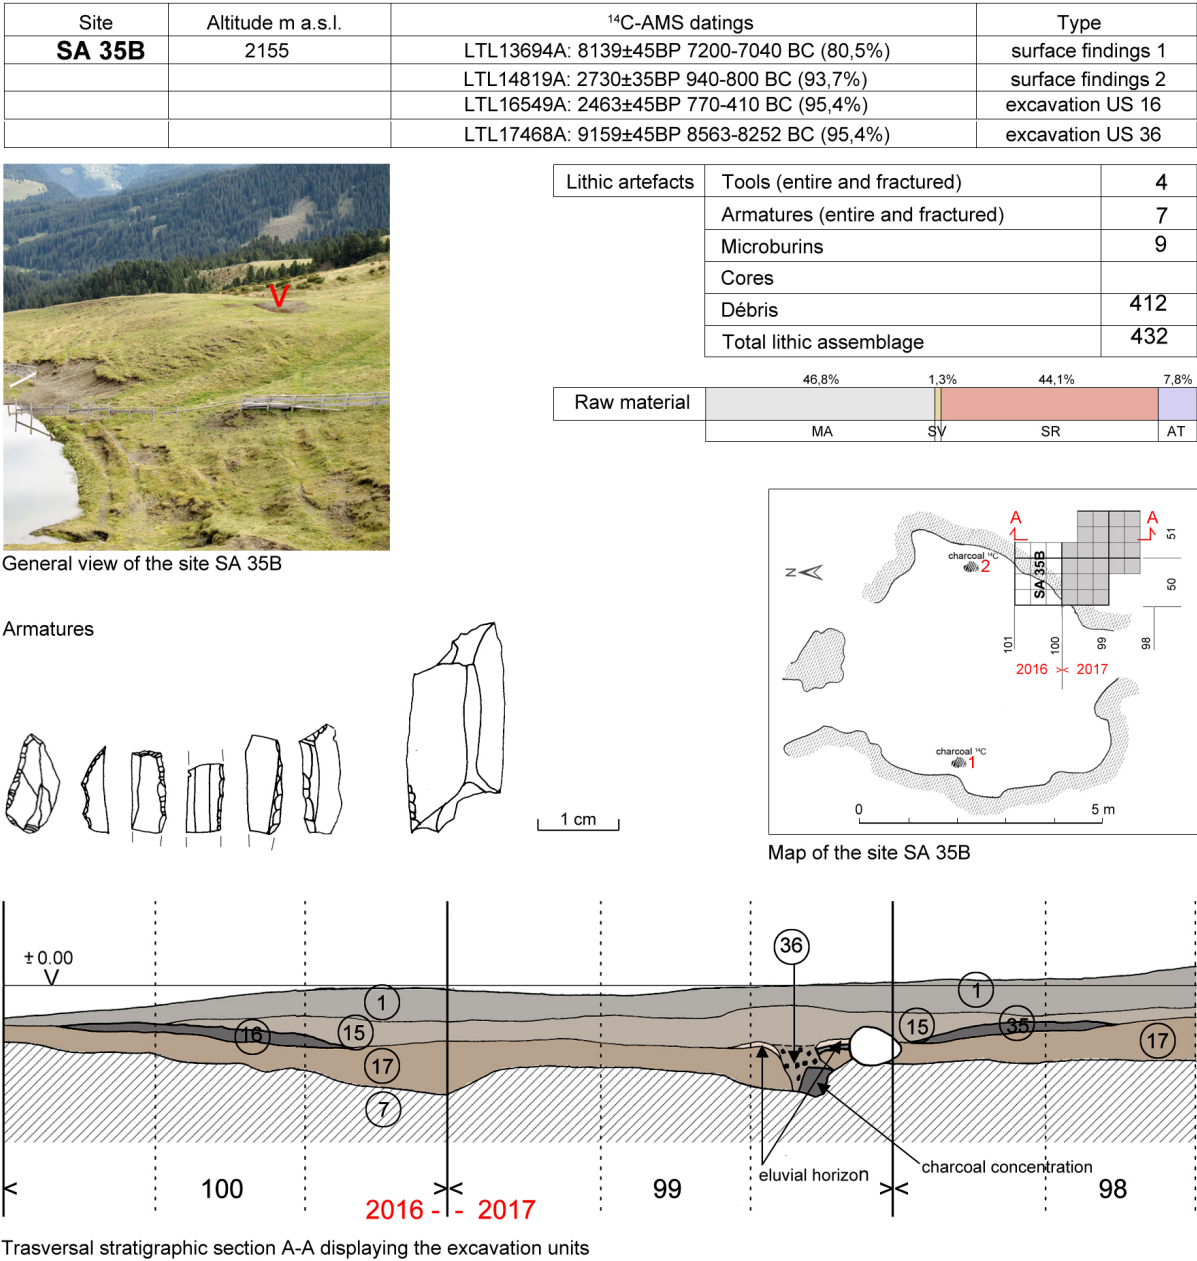 Site Altitude m a.s.l. ¹⁴C-AMS datings Type
SA 35B 2155 LTL13694A: 8139±45BP 7200-7040 BC (80,5%) surface findings 1
LTL14819A: 2730±35BP 940-800 BC (93,7%) surface findings 2
LTL16549A: 2463±45BP 770-410 BC (95,4%) excavation US 16
LTL17468A: 9159±45BP 8563-8252 BC (95,4%) excavation US 36
V
General view of the site SA 35B
Lithic artefacts Tools (entire and fractured) 4
Armatures (entire and fractured) 7
Microburins 9
Cores
Débris 412
Total lithic assemblage 432
46,8% 1,3% 44,1% 7,8%
Raw material
MA SV SR AT
A A
51
charcoal ¹⁴C
2
SA 35B
N
50
101 100 99 98
2016 2017
charcoal ¹⁴C
1
0 5 m
Map of the site SA 35B
Armatures
1 cm
± 0.00
36
1 1
16 15 15 35
17 17
7
eluvial horizon
charcoal concentration
100 99 98
2016 - - 2017
Trasversal stratigraphic section A-A displaying the excavation units